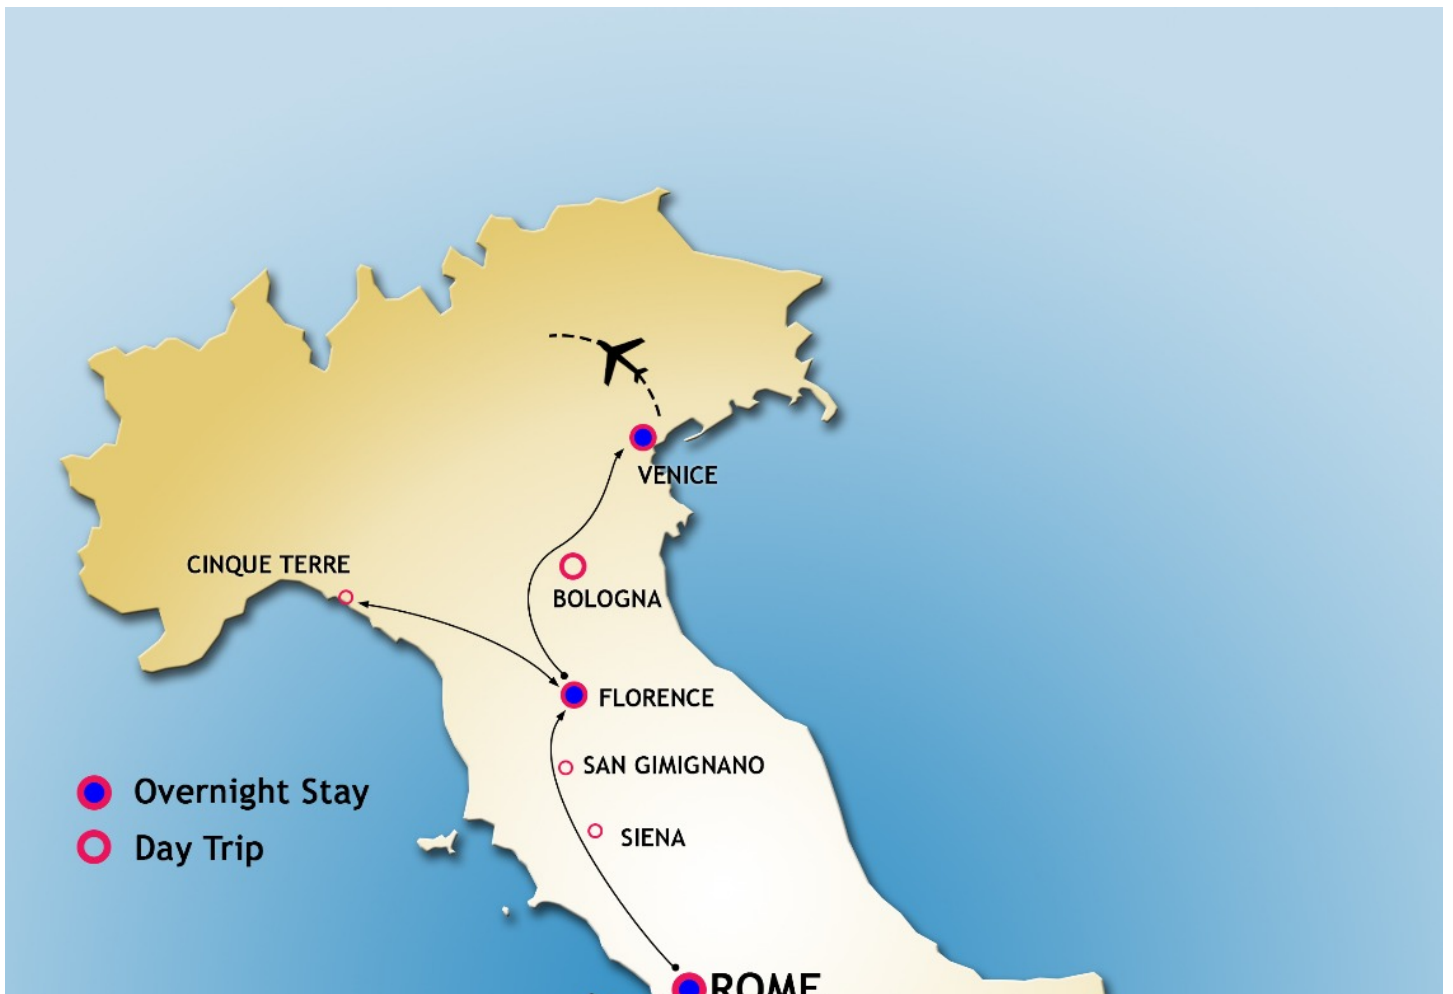 VENICE
CINQUE TERRE
BOLOGNA
FLORENCE
SAN GIMIGNANO
Overnight Stay
SIENA
Day Trip
ROME